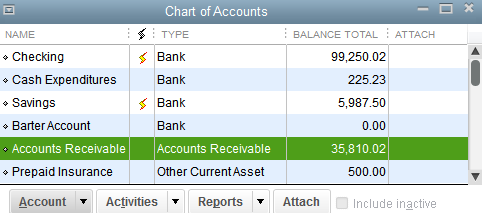 Chart of Accounts
NAME TYPE BALANCE TOTAL ATTACH
Checking Bank 99,250.02
Cash Expenditures Bank 225.23
Savings Bank 5,987.50
Barter Account Bank 0.00
Accounts Receivable Accounts Receivable 35,810.02
Prepaid Insurance Other Current Asset 500.00
Account Activities Reports Attach Include inactive